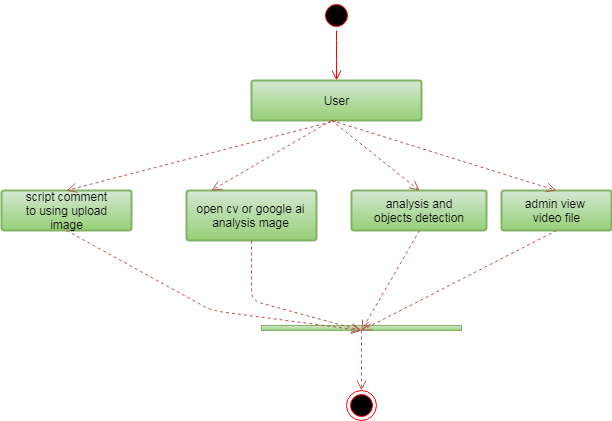 User
script comment
to using upload
image
open cv or google ai
analysis mage
analysis and
objects detection
admin view
video file